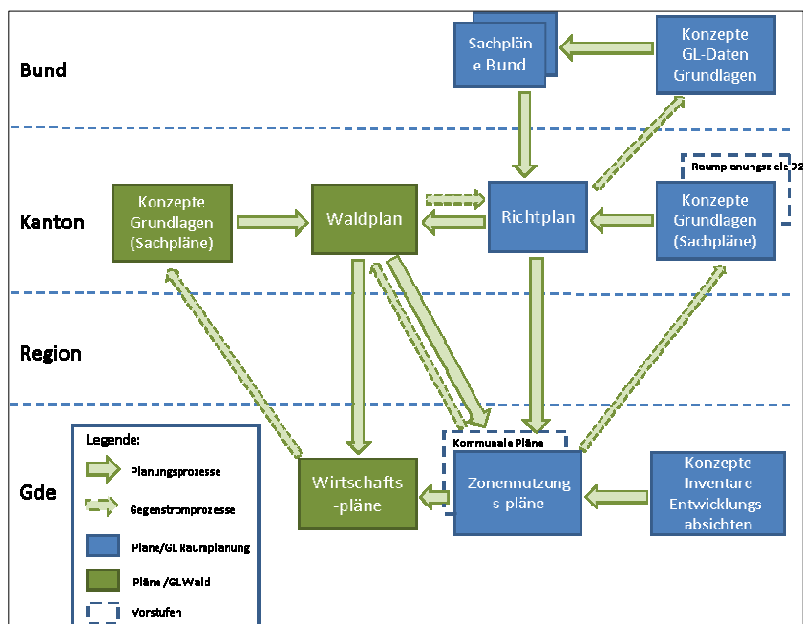 Bund
Sachplän
e Bund
Konzepte
GL-Daten
Grundlagen
Kanton
Konzepte
Grundlagen
(Sachpläne)
Waldplan
Richtplan
Konzepte
Grundlagen
(Sachpläne)
Region
Gde
Legende:
Planungsprozesse
Gegenstromprozesse
Pläne/GL Raumplanung
Pläne/GL Wald
Vorstufen
Wirtschafts
-pläne
Kommunale Pläne
Zonennutzung
s-pläne
Konzepte
Inventare
Entwicklungs
absichten